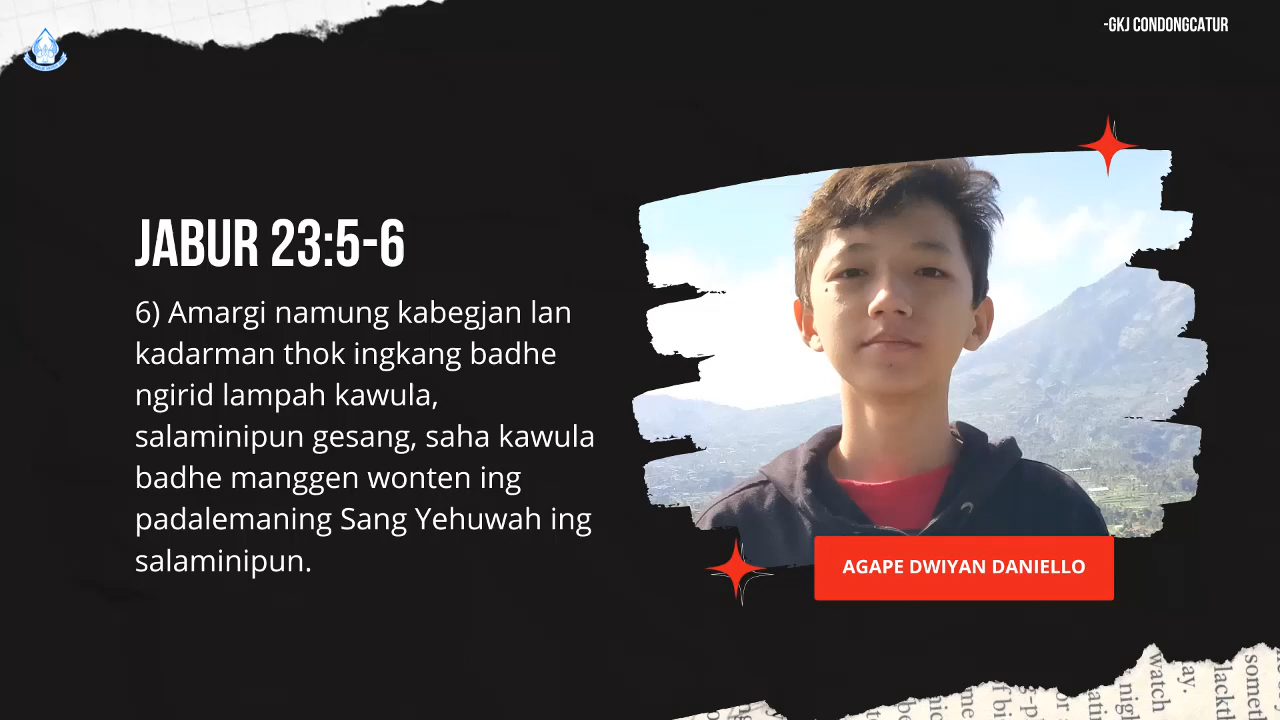 -GKJ CONDONGCATUR
JABUR 23:5-6
6) Amargi namung kabegjan lan
kadarman thok ingkang badhe
ngirid lampah kawula,
salaminipun gesang, saha kawula
badhe manggen wonten ing
padalemaning Sang Yehuwah ing
salaminipun.
AGAPE DWIYAN DANIELLO